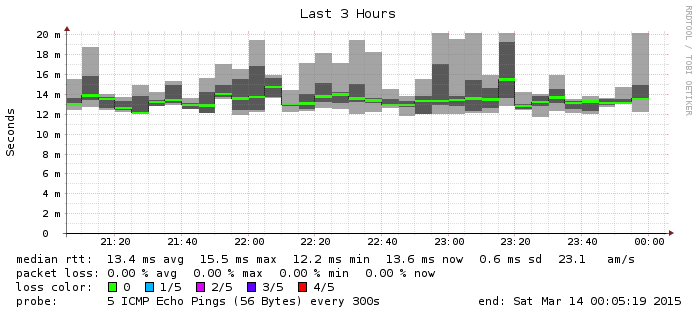 Last 3 Hours
RRDTOOL / TOBI OETIKER
Seconds
20 m
18 m
16 m
14 m
12 m
10 m
8 m
6 m
4 m
2 m
0
21:20 21:40 22:00 22:20 22:40 23:00 23:20 23:40 00:00
median rtt: 13.4 ms avg 15.5 ms max 12.2 ms min 13.6 ms now 0.6 ms sd 23.1 am/s
packet loss: 0.00 % avg 0.00 % max 0.00 % min 0.00 % now
loss color: 0 1/5 2/5 3/5 4/5
probe: 5 ICMP Echo Pings (56 Bytes) every 300s end: Sat Mar 14 00:05:19 2015